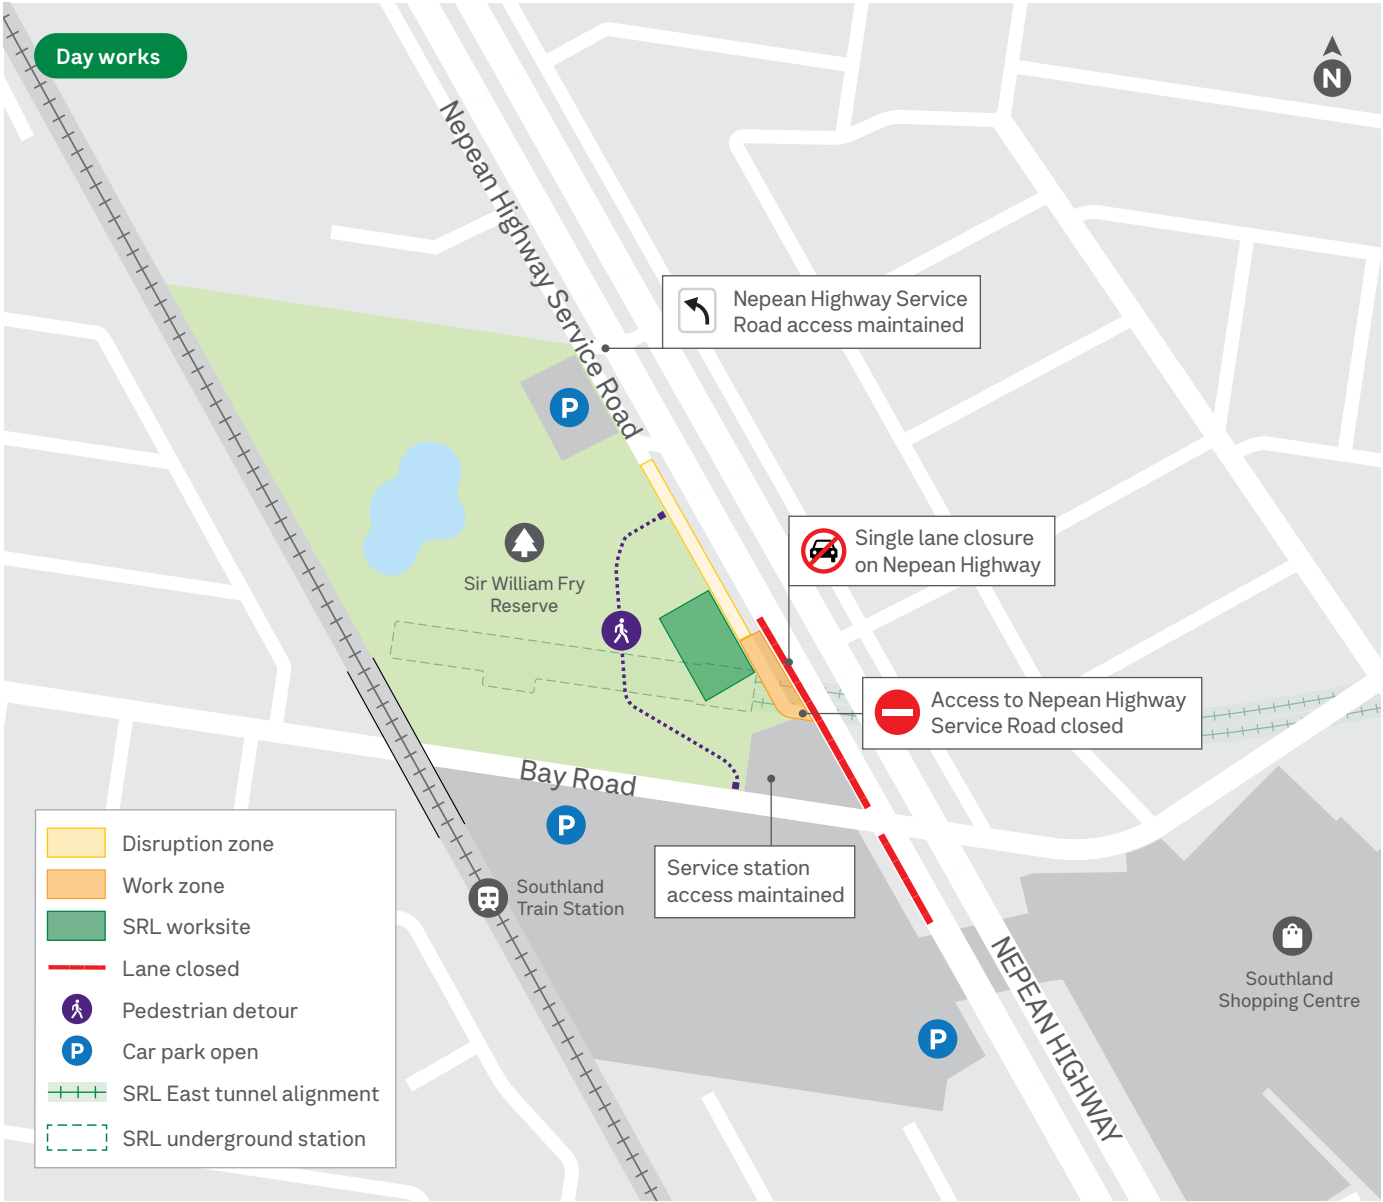 Day works
N
Nepean Highway Service Road
Nepean Highway Service
Road access maintained
P
Single lane closure
on Nepean Highway
Sir William Fry
Reserve
Access to Nepean Highway
Service Road closed
Bay Road
P
Service station
access maintained
Southland
Train Station
NEPEAN HIGHWAY
Southland
Shopping Centre
P
Disruption zone
Work zone
SRL worksite
Lane closed
Pedestrian detour
P
Car park open
SRL East tunnel alignment
SRL underground station